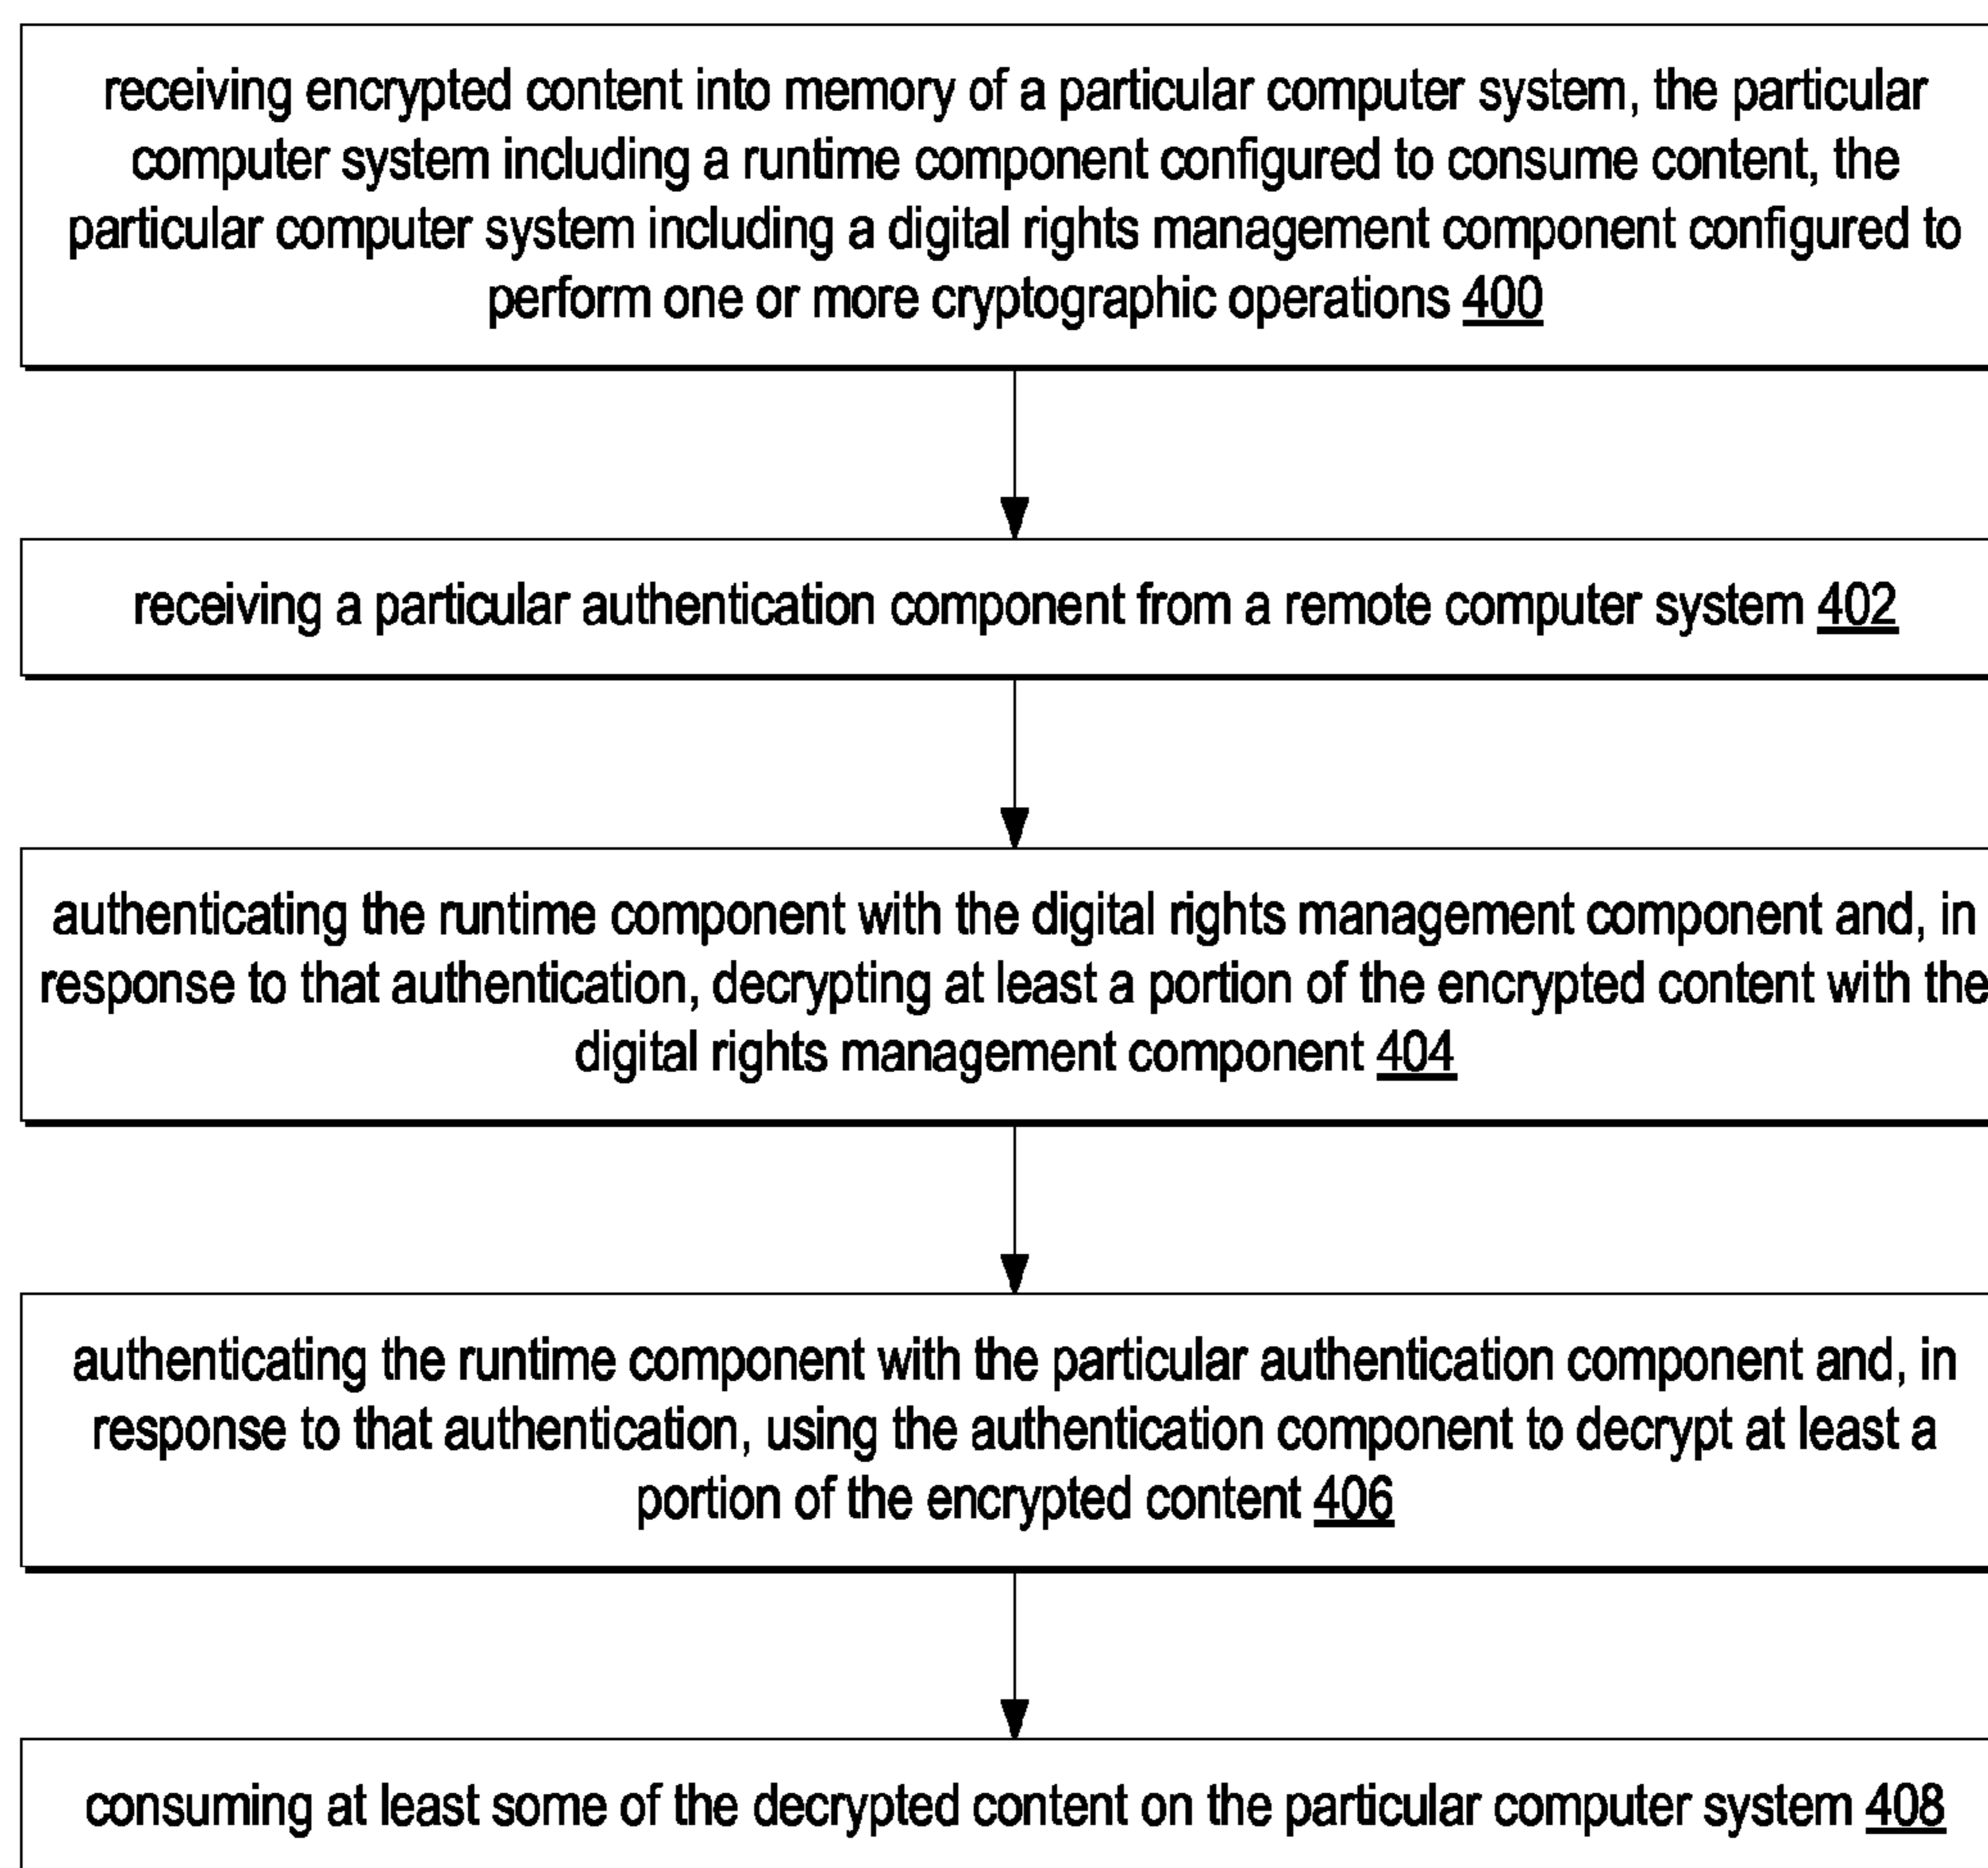 receiving encrypted content into memory of a particular computer system, the particular
computer system including a runtime component configured to consume content, the
particular computer system including a digital rights management component configured to
perform one or more cryptographic operations 400
receiving a particular authentication component from a remote computer system 402
authenticating the runtime component with the digital rights management component and, in
response to that authentication, decrypting at least a portion of the encrypted content with the
digital rights management component 404
authenticating the runtime component with the particular authentication component and, in
response to that authentication, using the authentication component to decrypt at least a
portion of the encrypted content 406
consuming at least some of the decrypted content on the particular computer system 408